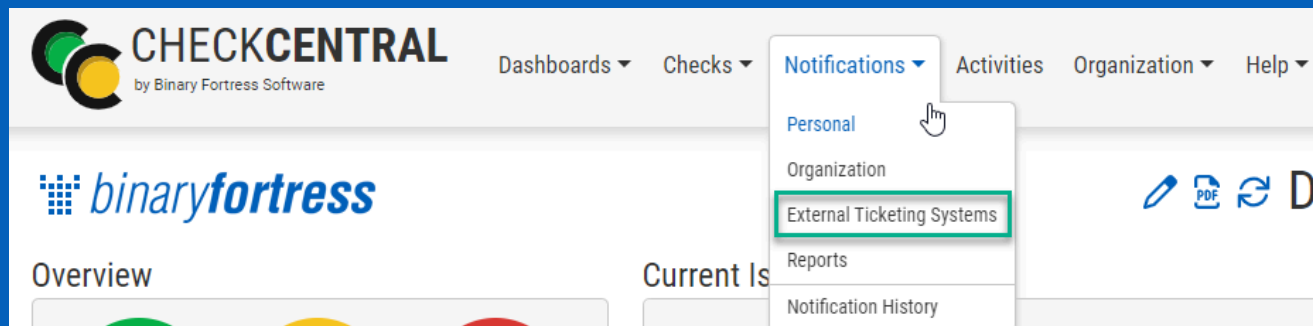 CHECKCENTRAL
by Binary Fortress Software
Dashboards Checks Notifications Activities Organization Help
Personal
Organization
External Ticketing Systems
Reports
Notification History
binaryfortress
PDF
D
Overview
Current Is